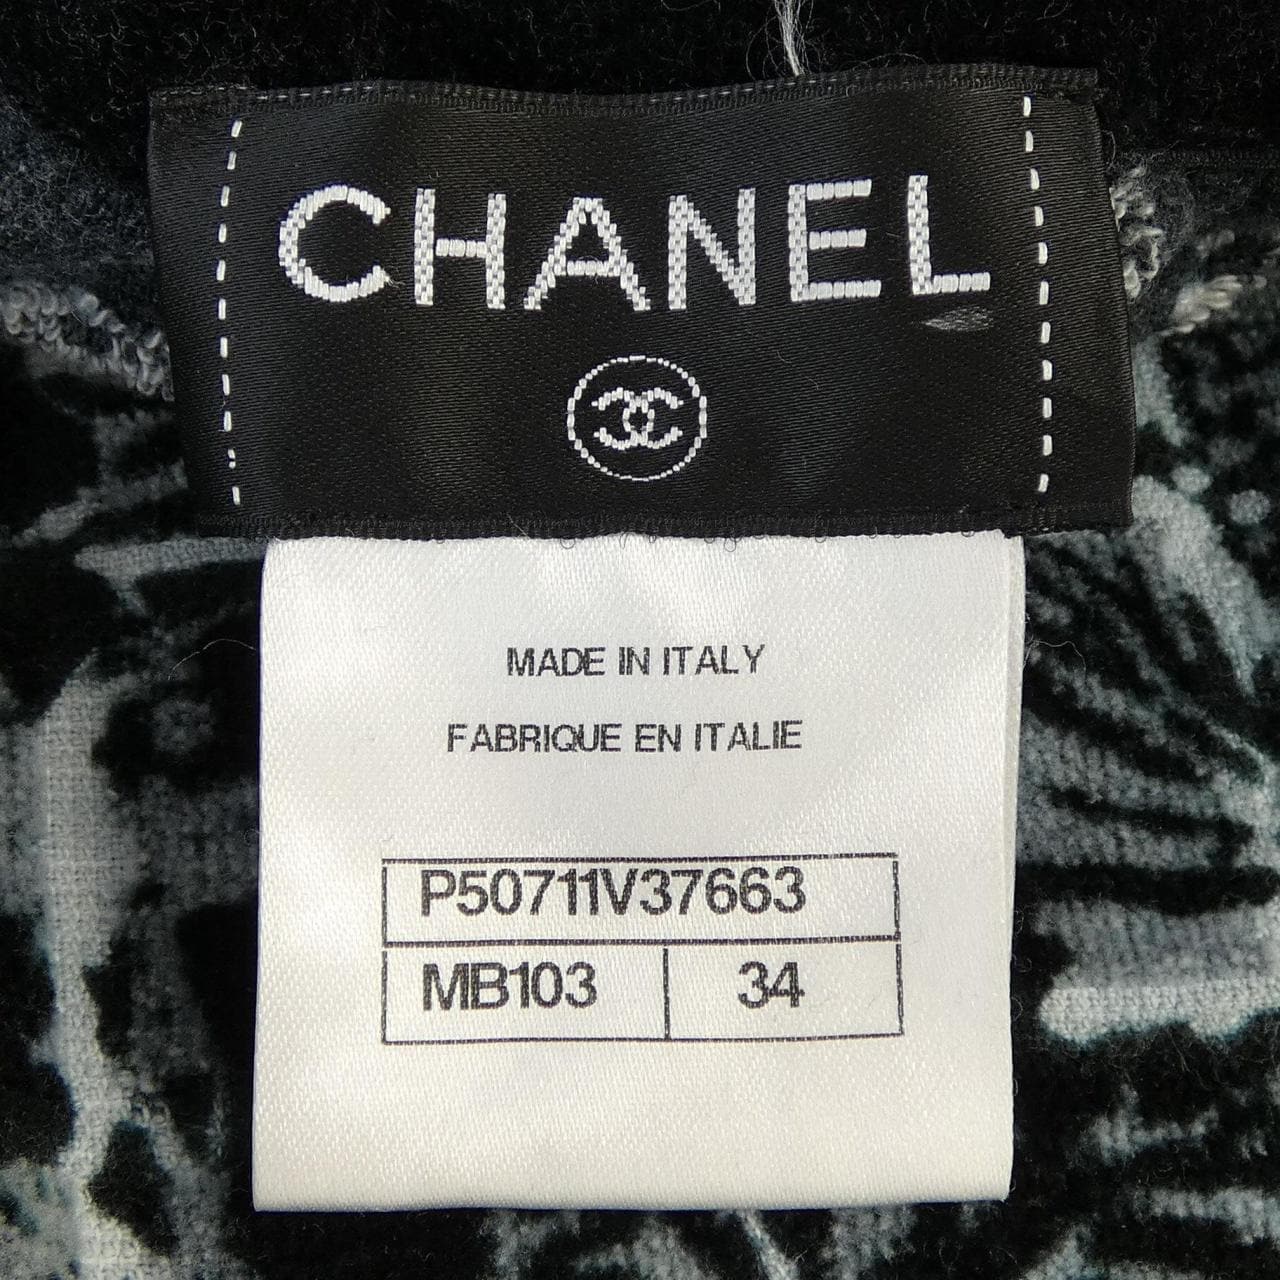 CHANEL
MADE IN ITALY
FABRIQUE EN ITALIE
P50711V37663
MB103 34